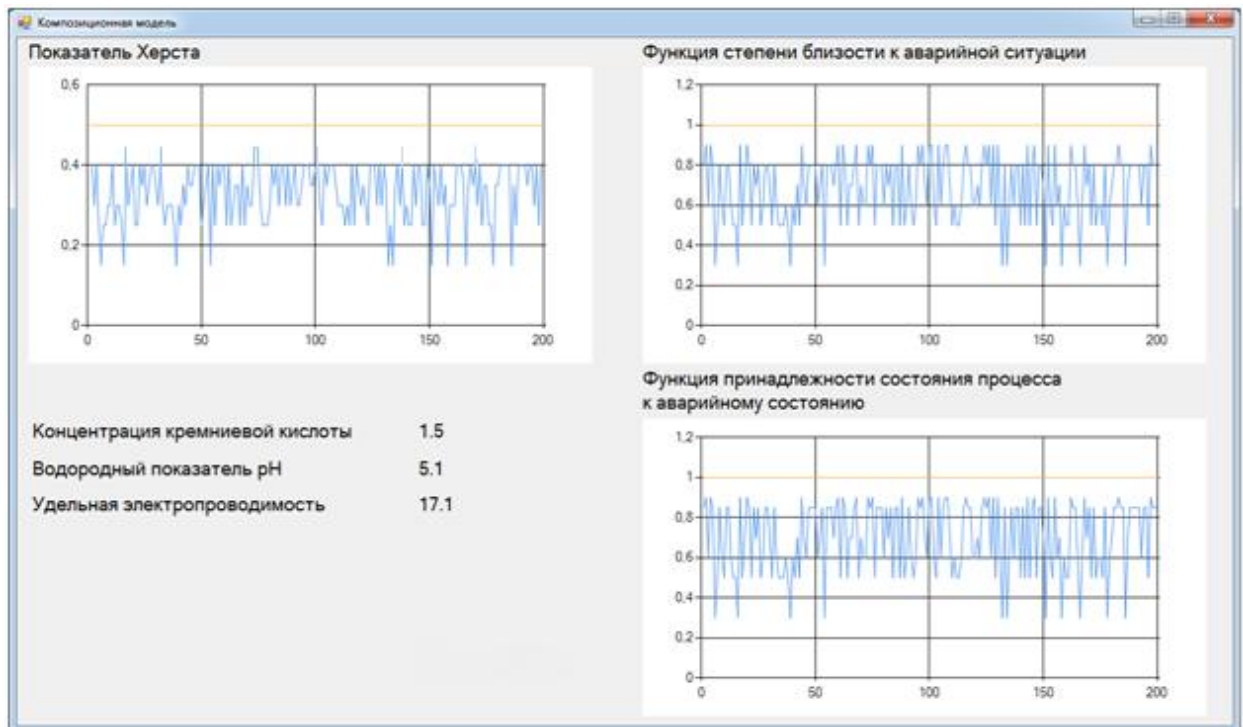 Композиционная модель
Показатель Херста
0,6
0,4
0,2
0
0 50 100 150 200
Функция степени близости к аварийной ситуации
1,2
1
0,8
0,6
0,4
0,2
0
0 50 100 150 200
Концентрация кремниевой кислоты 1.5
Водородный показатель pH 5.1
Удельная электропроводимость 17.1
Функция принадлежности состояния процесса
к аварийному состоянию
1,2
1
0,8
0,6
0,4
0,2
0
0 50 100 150 200